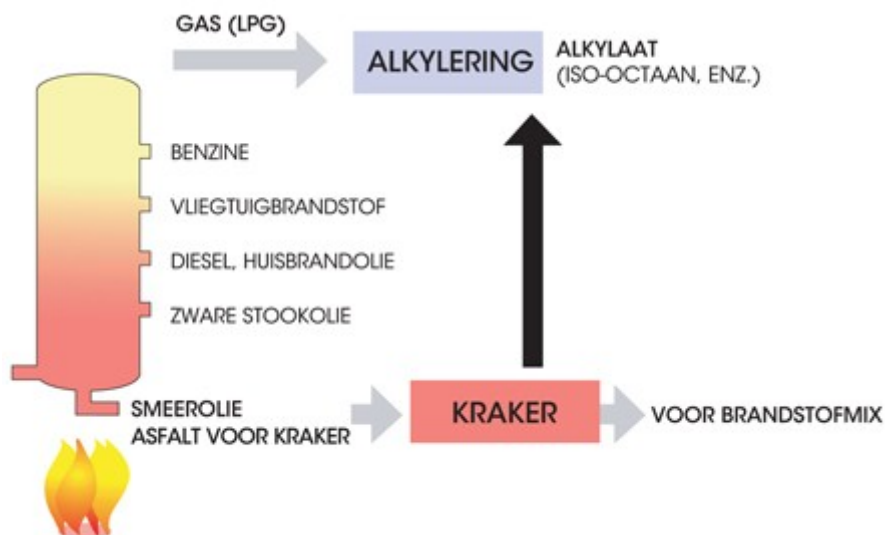 GAS (LPG)
ALKYLERING
ALKYLAAT
(ISO-OCTAAN, ENZ.)
BENZINE
VLIEGTUIGBRANDSTOF
DIESEL, HUISBRANDOLIE
ZWARE STOOKOLIE
SMEEROLIE
ASFALT VOOR KRAKER
KRAKER
VOOR BRANDSTOFMIX